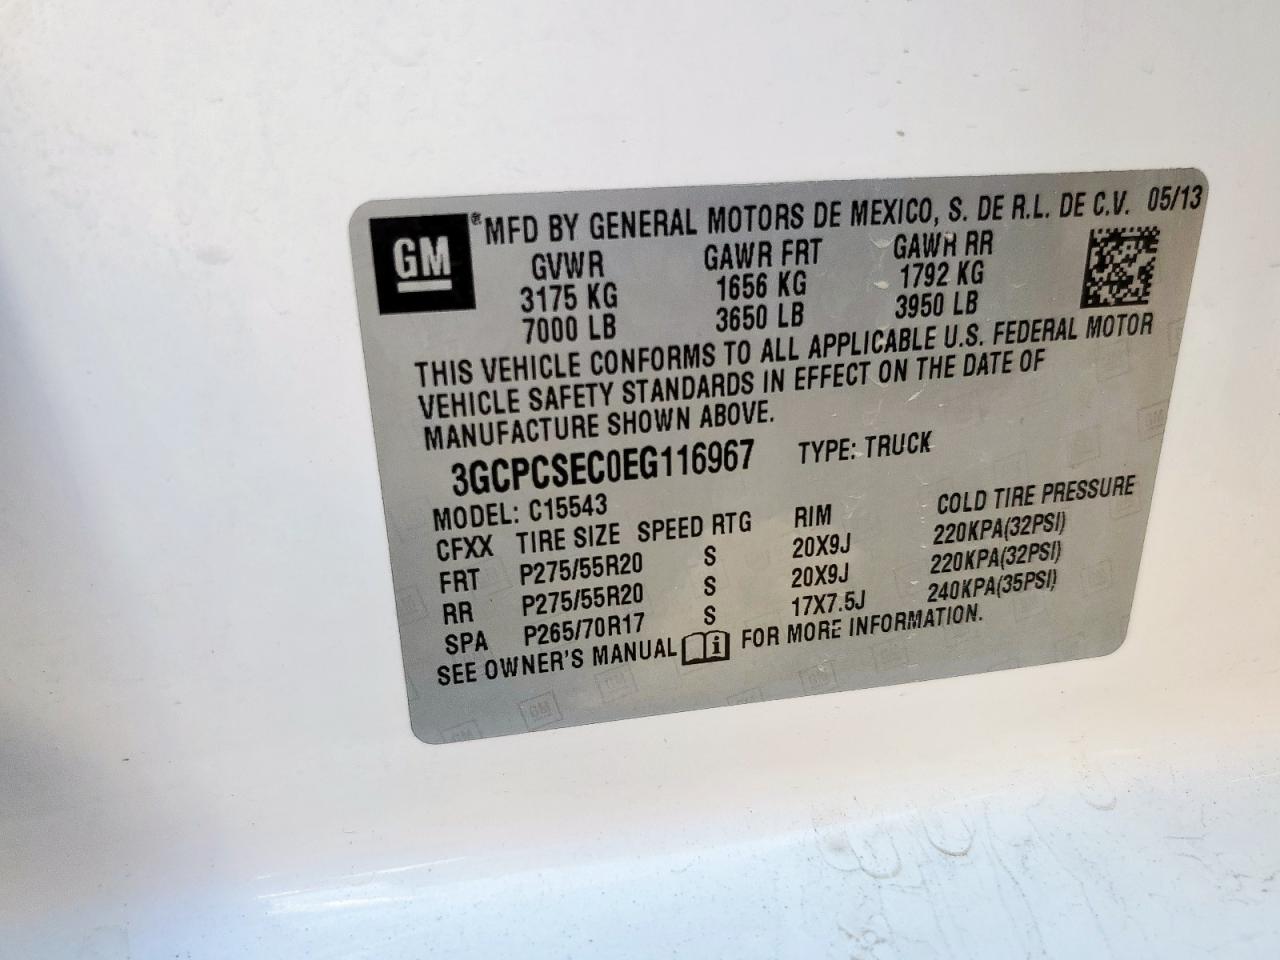 GM ® MFD BY GENERAL MOTORS DE MEXICO, S. DE R.L. DE C.V. 05/13
GVWR GAWR FRT GAWR RR
3175 KG 1656 KG 1792 KG
7000 LB 3650 LB 3950 LB
THIS VEHICLE CONFORMS TO ALL APPLICABLE U.S. FEDERAL MOTOR
VEHICLE SAFETY STANDARDS IN EFFECT ON THE DATE OF
MANUFACTURE SHOWN ABOVE.
3GCPCSEC0EG116967 TYPE: TRUCK
MODEL: C15543
CFXX TIRE SIZE SPEED RTG RIM COLD TIRE PRESSURE
FRT P275/55R20 S 20X9J 220KPA(32PSI)
RR P275/55R20 S 20X9J 220KPA(32PSI)
SPA P265/70R17 S 17X7.5J 240KPA(35PSI)
SEE OWNER'S MANUAL i FOR MORE INFORMATION.